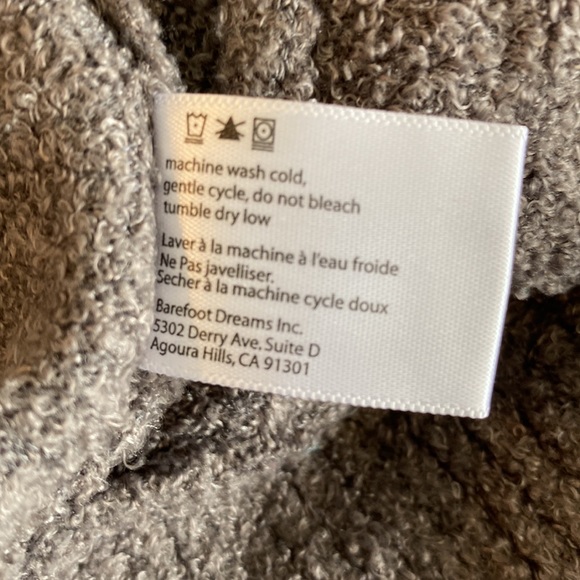 machine wash cold,
gentle cycle, do not bleach
tumble dry low
Laver à la machine à l'eau froide
Ne Pas javelliser.
Secher à la machine cycle doux
Barefoot Dreams Inc.
5302 Derry Ave. Suite D
Agoura Hills, CA 91301